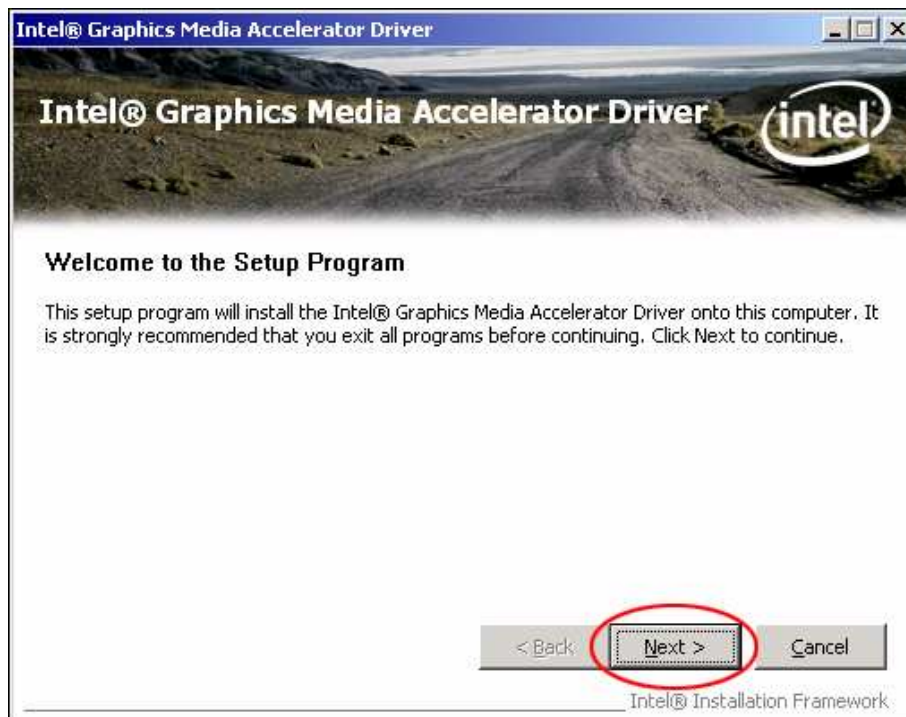 Intel® Graphics Media Accelerator Driver
Intel® Graphics Media Accelerator Driver
intel
Welcome to the Setup Program
This setup program will install the Intel® Graphics Media Accelerator Driver onto this computer. It
is strongly recommended that you exit all programs before continuing. Click Next to continue.
< Back
Next >
Cancel
Intel® Installation Framework